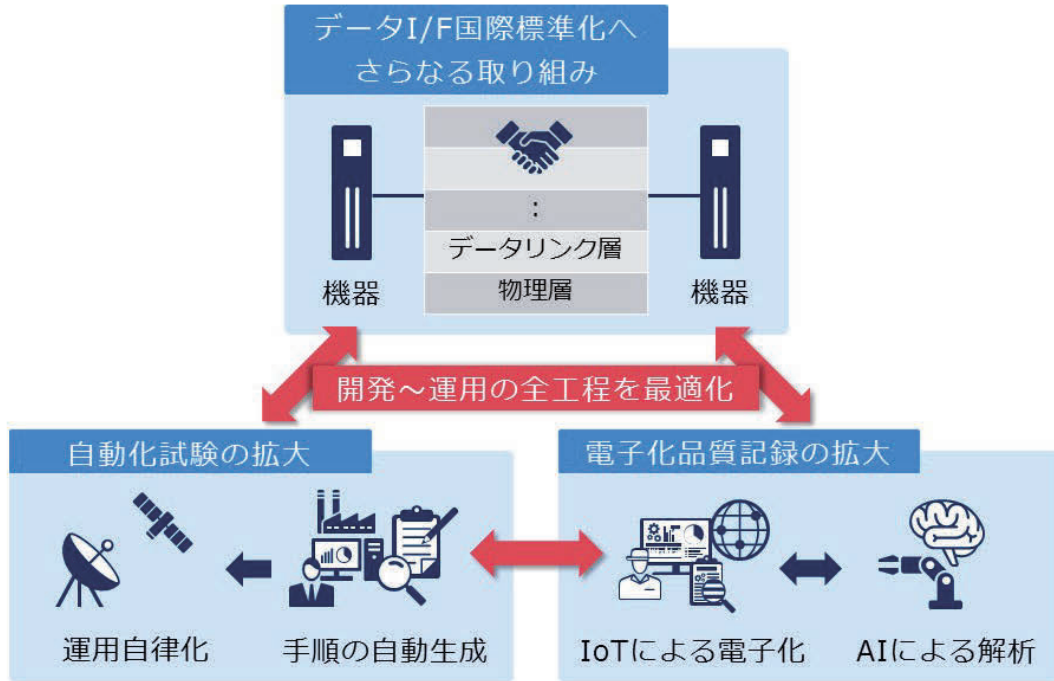 データI/F国際標準化へ
さらなる取り組み
：
データリンク層
物理層
機器
機器
開発～運用の全工程を最適化
自動化試験の拡大
運用自律化
手順の自動生成
電子化品質記録の拡大
IoTによる電子化
AIによる解析